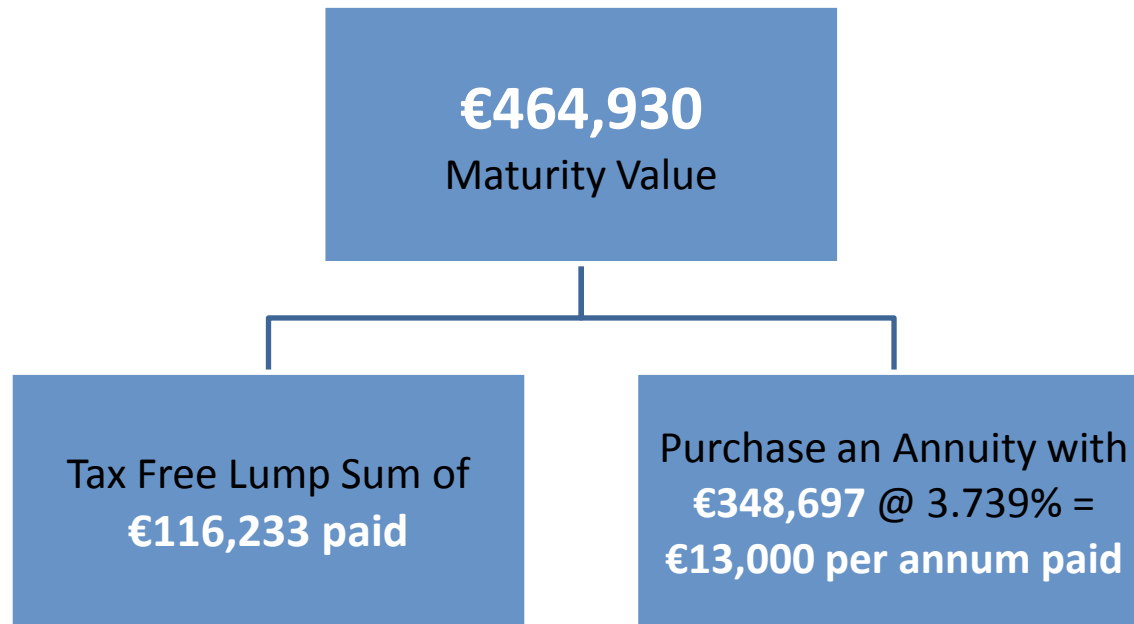 €464,930
Maturity Value
Tax Free Lump Sum of
€116,233 paid
Purchase an Annuity with
€348,697 @ 3.739% =
€13,000 per annum paid